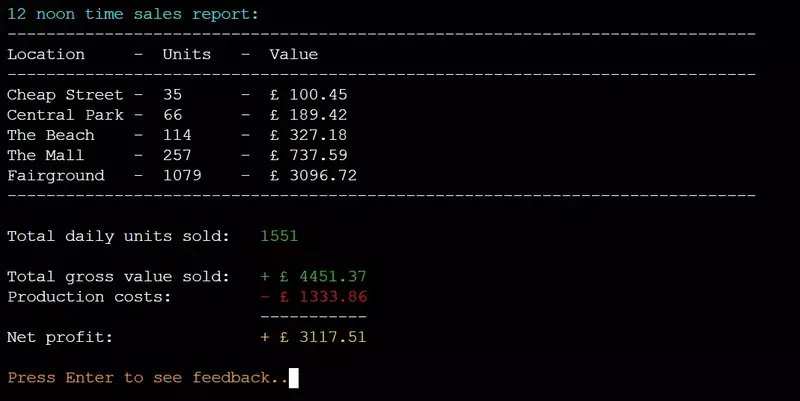 12 noon time sales report:
----------------------------------------------------------------------------
Location     -  Units   -  Value
----------------------------------------------------------------------------
Cheap Street -  35      -  £ 100.45
Central Park -  66      -  £ 189.42
The Beach    -  114     -  £ 327.18
The Mall     -  257     -  £ 737.59
Fairground   -  1079    -  £ 3096.72
----------------------------------------------------------------------------
Total daily units sold:   1551
Total gross value sold:   + £ 4451.37
Production costs:         - £ 1333.86
                          -----------
Net profit:               + £ 3117.51
Press Enter to see feedback..